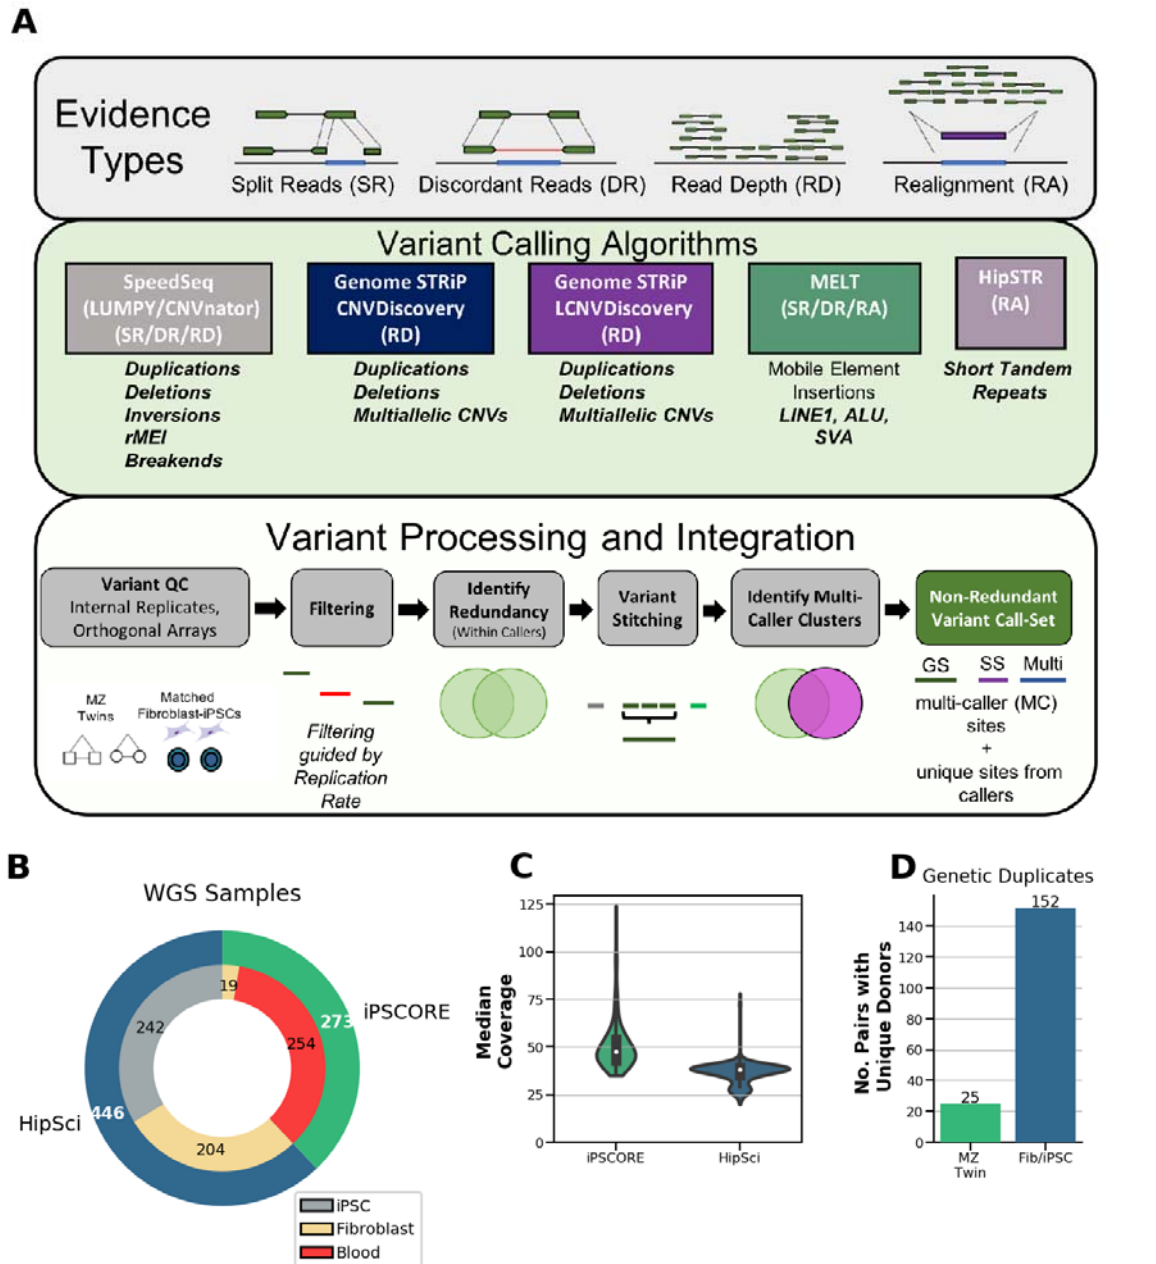 A
Evidence
Types
Split Reads (SR)
Discordant Reads (DR)
Read Depth (RD)
Realignment (RA)
Variant Calling Algorithms
SpeedSeq
(LUMPY/CNVnator)
(SR/DR/RD)
Duplications
Deletions
Inversions
rMEI
Breakends
Genome STRiP
CNVDiscovery
(RD)
Duplications
Deletions
Multiallelic CNVs
Genome STRiP
LCNVDiscovery
(RD)
Duplications
Deletions
Multiallelic CNVs
MELT
(SR/DR/RA)
Mobile Element
Insertions
LINE1, ALU,
SVA
HipSTR
(RA)
Short Tandem
Repeats
Variant Processing and Integration
Variant QC
Internal Replicates,
Orthogonal Arrays
MZ
Twins
Matched
Fibroblast-iPSCs
Filtering
Filtering
guided by
Replication
Rate
Identify
Redundancy
(Within Callers)
Variant
Stitching
Identify Multi-
Caller Clusters
Non-Redundant
Variant Call-Set
GS SS Multi
multi-caller (MC)
sites
+
unique sites from
callers
B
WGS Samples
19
242
273
iPSCORE
254
HipSci
446
204
iPSC
Fibroblast
Blood
C
Median
Coverage
125
100
75
50
25
0
iPSCORE
HipSci
D
Genetic Duplicates
No. Pairs with
Unique Donors
152
140
120
100
80
60
40
25
20
0
MZ
Twin
Fib/iPSC